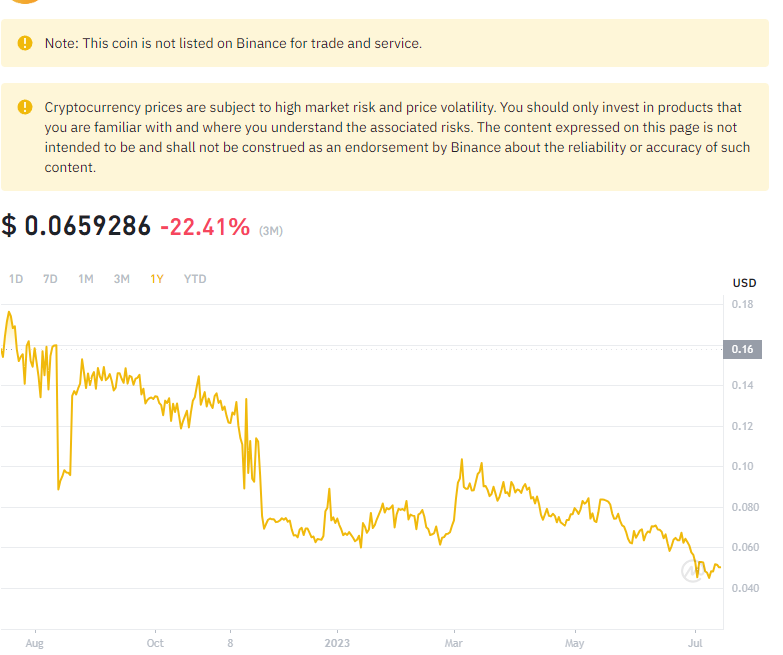 Note: This coin is not listed on Binance for trade and service.
Cryptocurrency prices are subject to high market risk and price volatility. You should only invest in products that
you are familiar with and where you understand the associated risks. The content expressed on this page is not
intended to be and shall not be construed as an endorsement by Binance about the reliability or accuracy of such
content.
$ 0.0659286 -22.41% (3M)
1D 7D 1M 3M 1Y YTD
USD
0.18
0.16
0.14
0.12
0.10
0.080
0.060
0.040
Aug Oct 8 2023 Mar May Jul